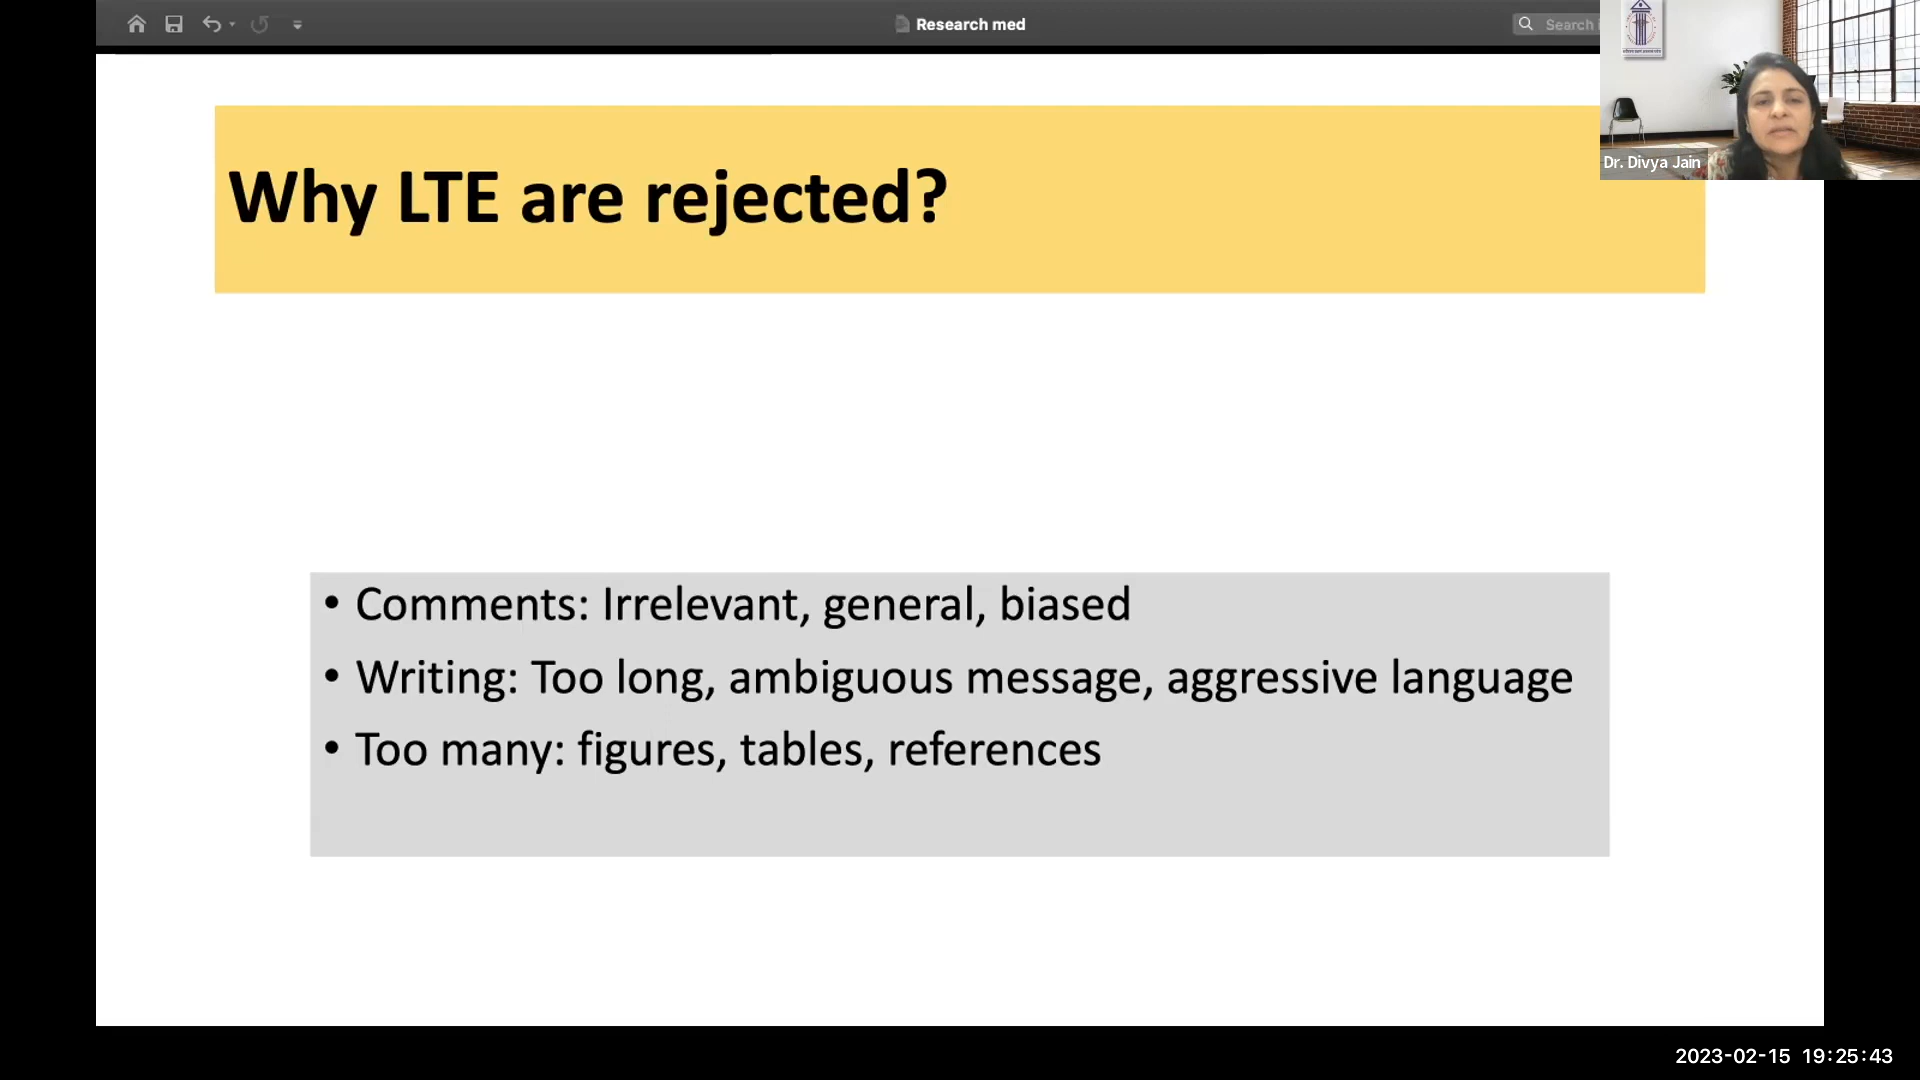 Research med
Search
Dr. Divya Jain
Why LTE are rejected?
• Comments: Irrelevant, general, biased
• Writing: Too long, ambiguous message, aggressive language
• Too many: figures, tables, references
2023-02-15 19:25:43